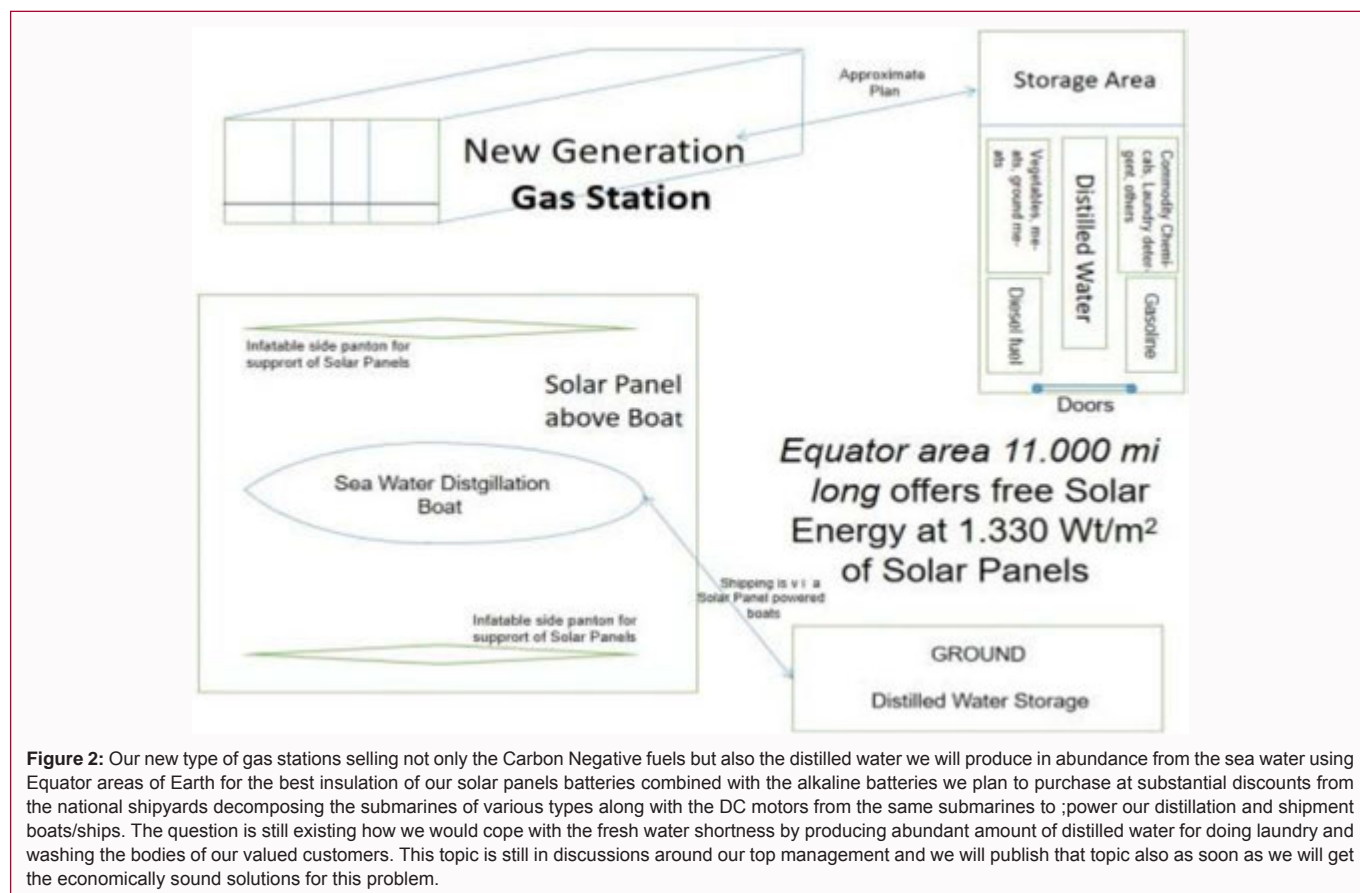 Approximate
Plan
New Generation
Gas Station
Storage Area
Vegetables, me-
ats, ground me-
ats
Distilled Water
Commodity Chemi-
cals. Laundry deter-
gent, others
Diesel fuel
Gasoline
Doors
Infatable side panton for
supprort of Solar Panels
Solar Panel
above Boat
Sea Water Distgillation
Boat
Infatable side panton for
supprort of Solar Panels
Shipping is v i a
Solar Panel powered
boats
Equator area 11.000 mi
long offers free Solar
Energy at 1.330 Wt/m²
of Solar Panels
GROUND
Distilled Water Storage
Figure 2: Our new type of gas stations selling not only the Carbon Negative fuels but also the distilled water we will produce in abundance from the sea water using
Equator areas of Earth for the best insulation of our solar panels batteries combined with the alkaline batteries we plan to purchase at substantial discounts from
the national shipyards decomposing the submarines of various types along with the DC motors from the same submarines to ;power our distillation and shipment
boats/ships. The question is still existing how we would cope with the fresh water shortness by producing abundant amount of distilled water for doing laundry and
washing the bodies of our valued customers. This topic is still in discussions around our top management and we will publish that topic also as soon as we will get
the economically sound solutions for this problem.